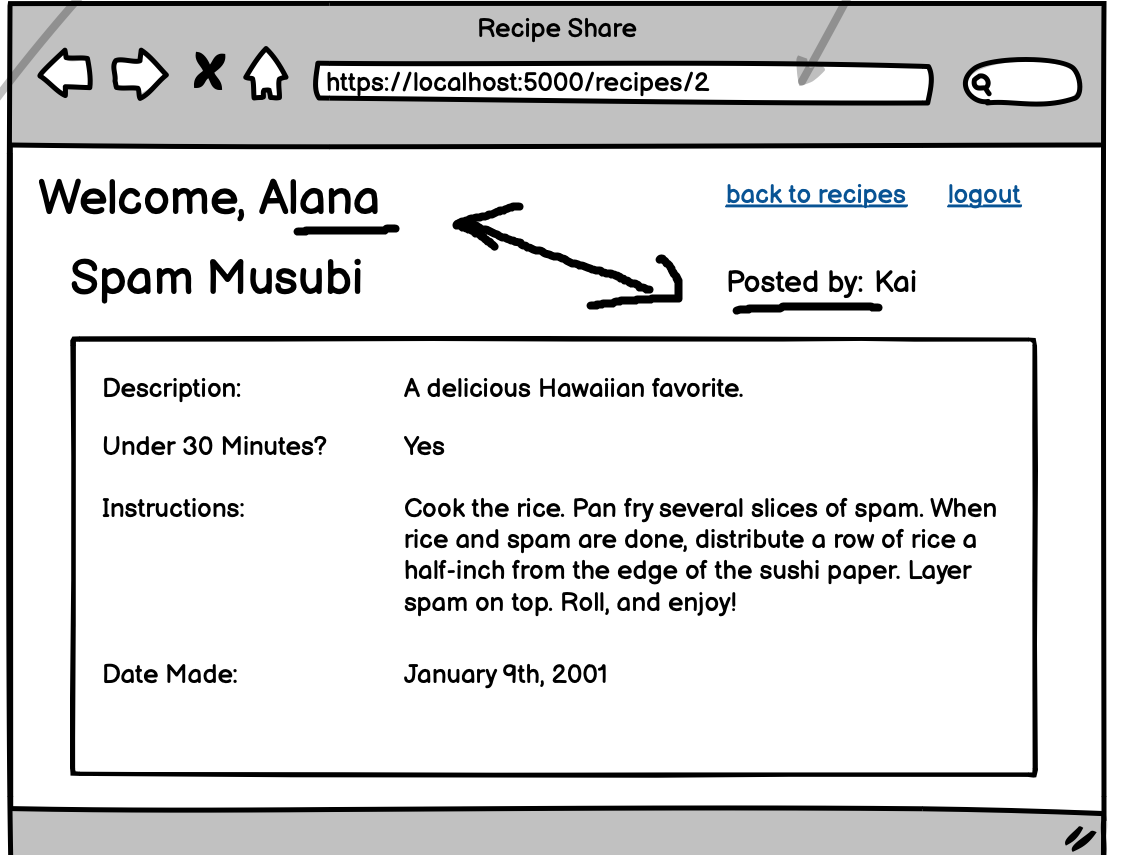 Recipe Share
https://localhost:5000/recipes/2
Welcome, Alana
back to recipes
logout
Spam Musubi
Posted by: Kai
Description:
A delicious Hawaiian favorite.
Under 30 Minutes?
Yes
Instructions:
Cook the rice. Pan fry several slices of spam. When
rice and spam are done, distribute a row of rice a
half-inch from the edge of the sushi paper. Layer
spam on top. Roll, and enjoy!
Date Made:
January 9th, 2001